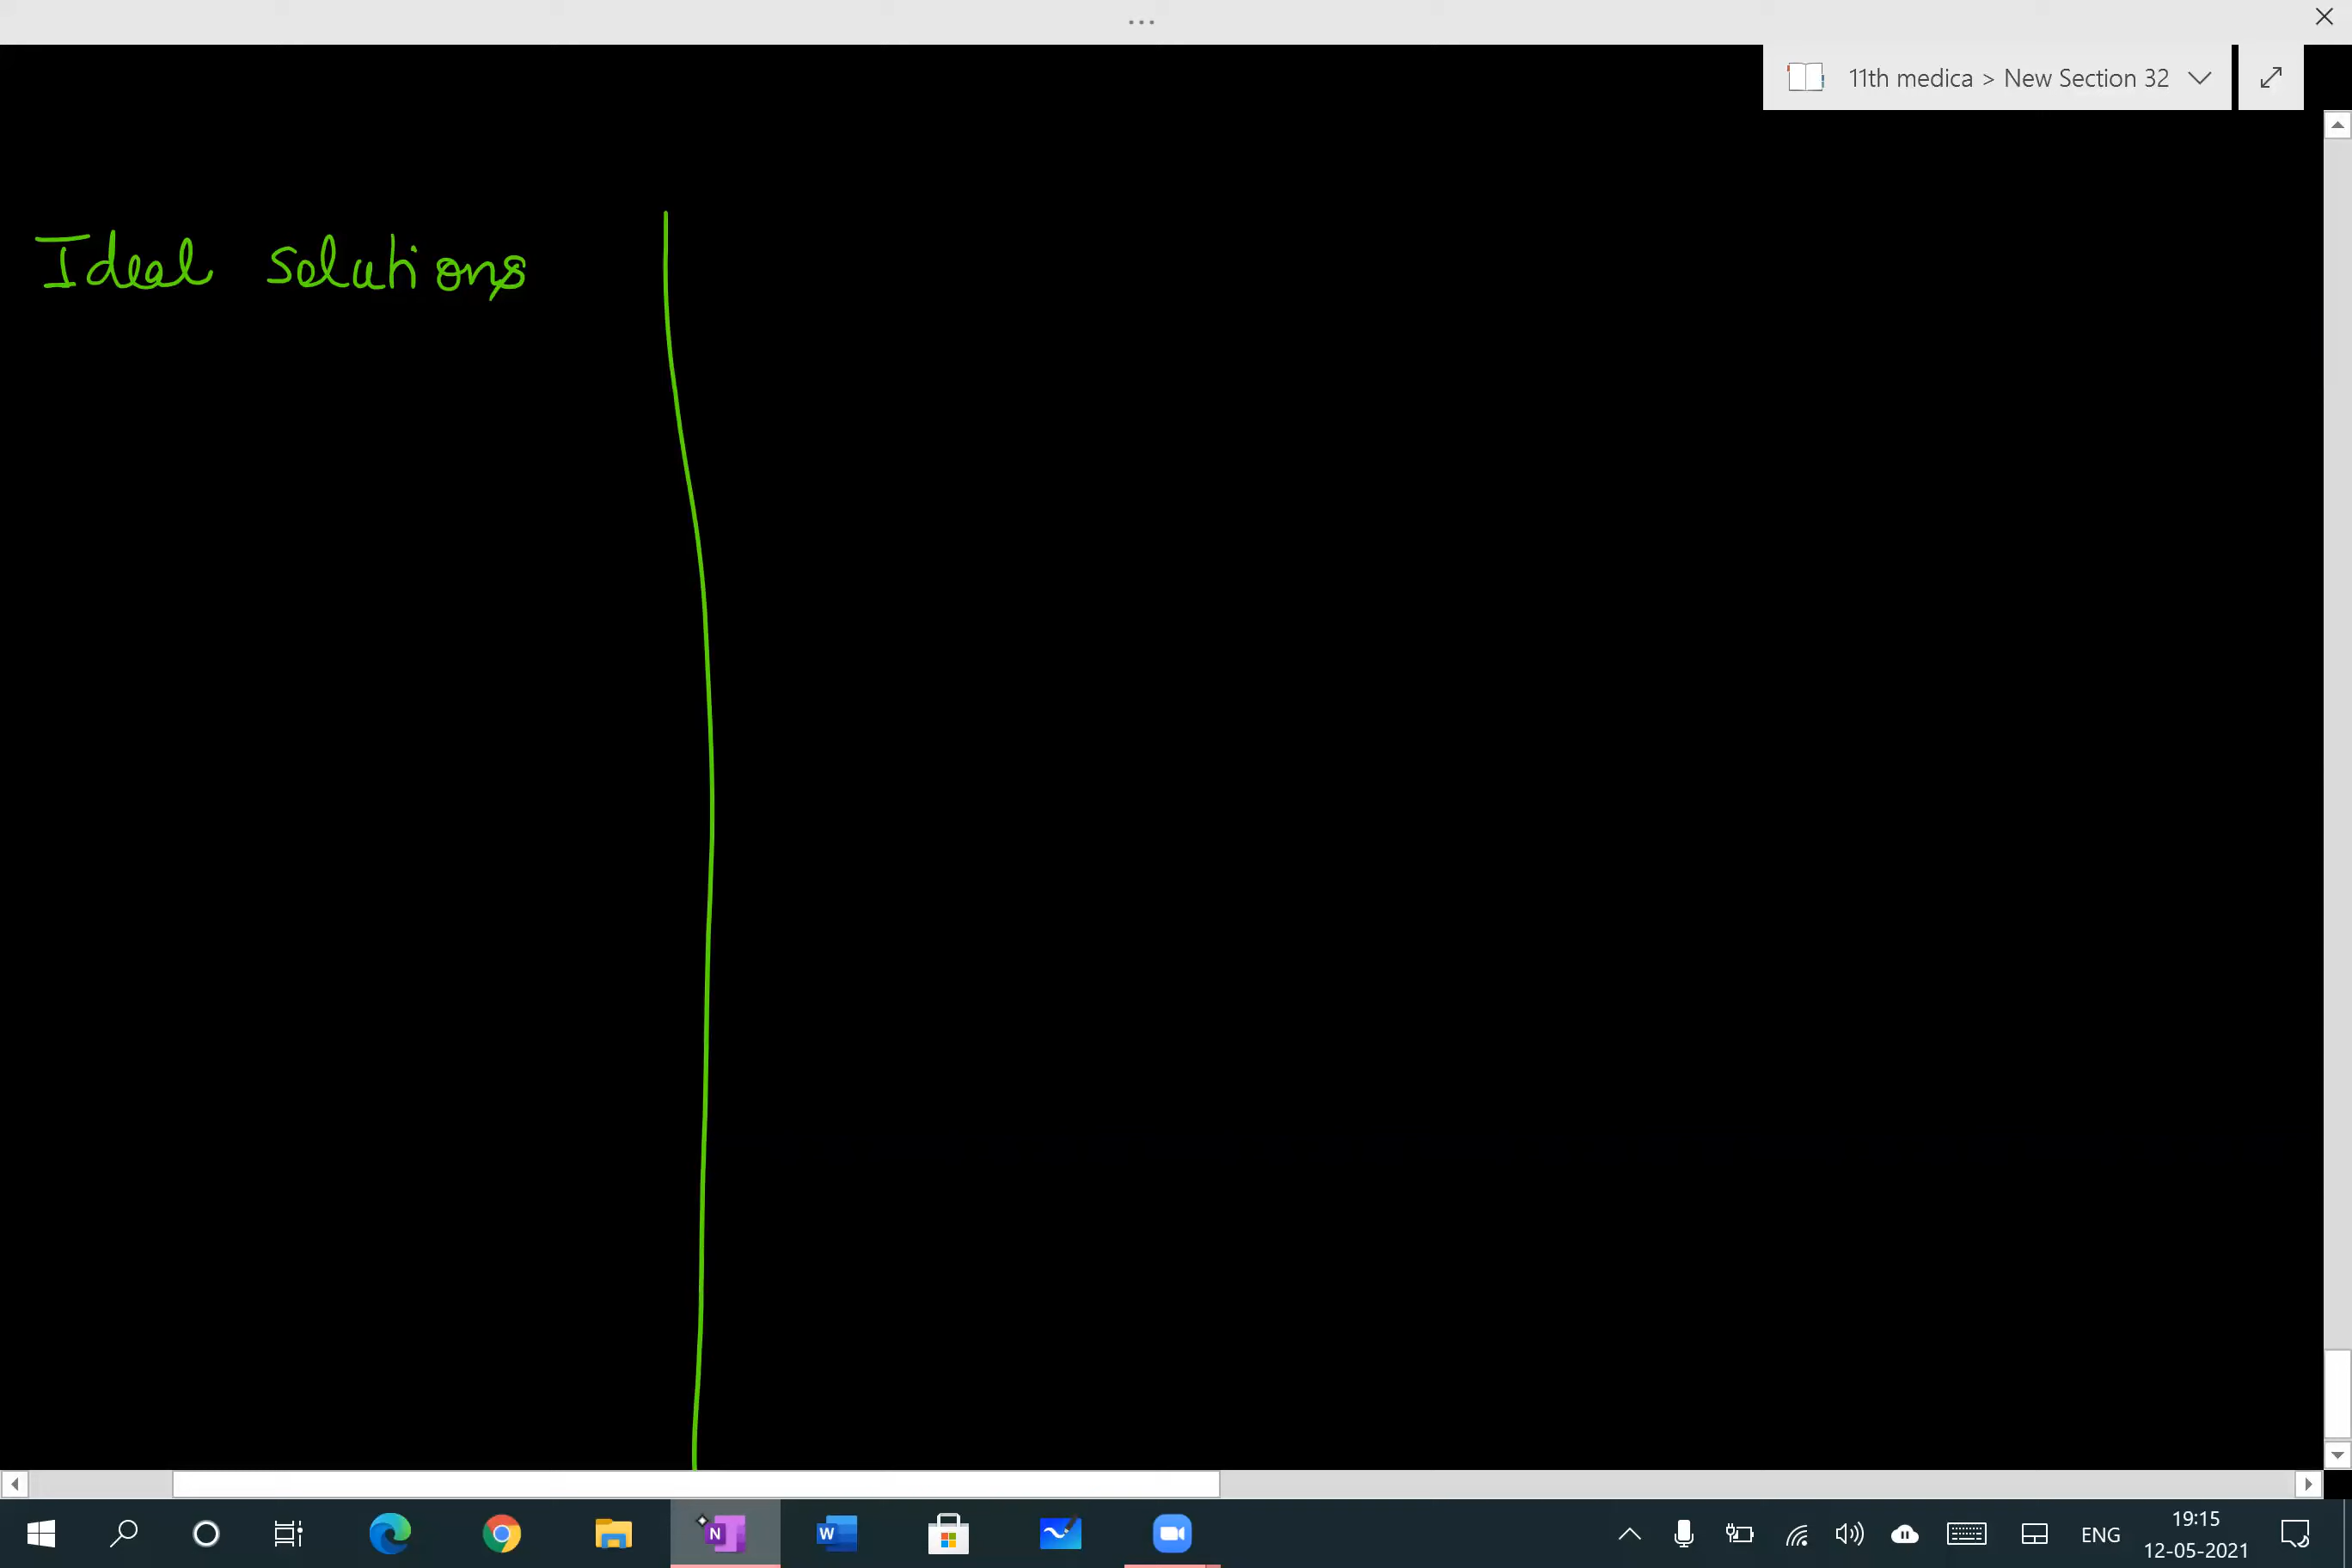 11th medica > New Section 32
Ideal solutions
ENG
19:15
12-05-2021